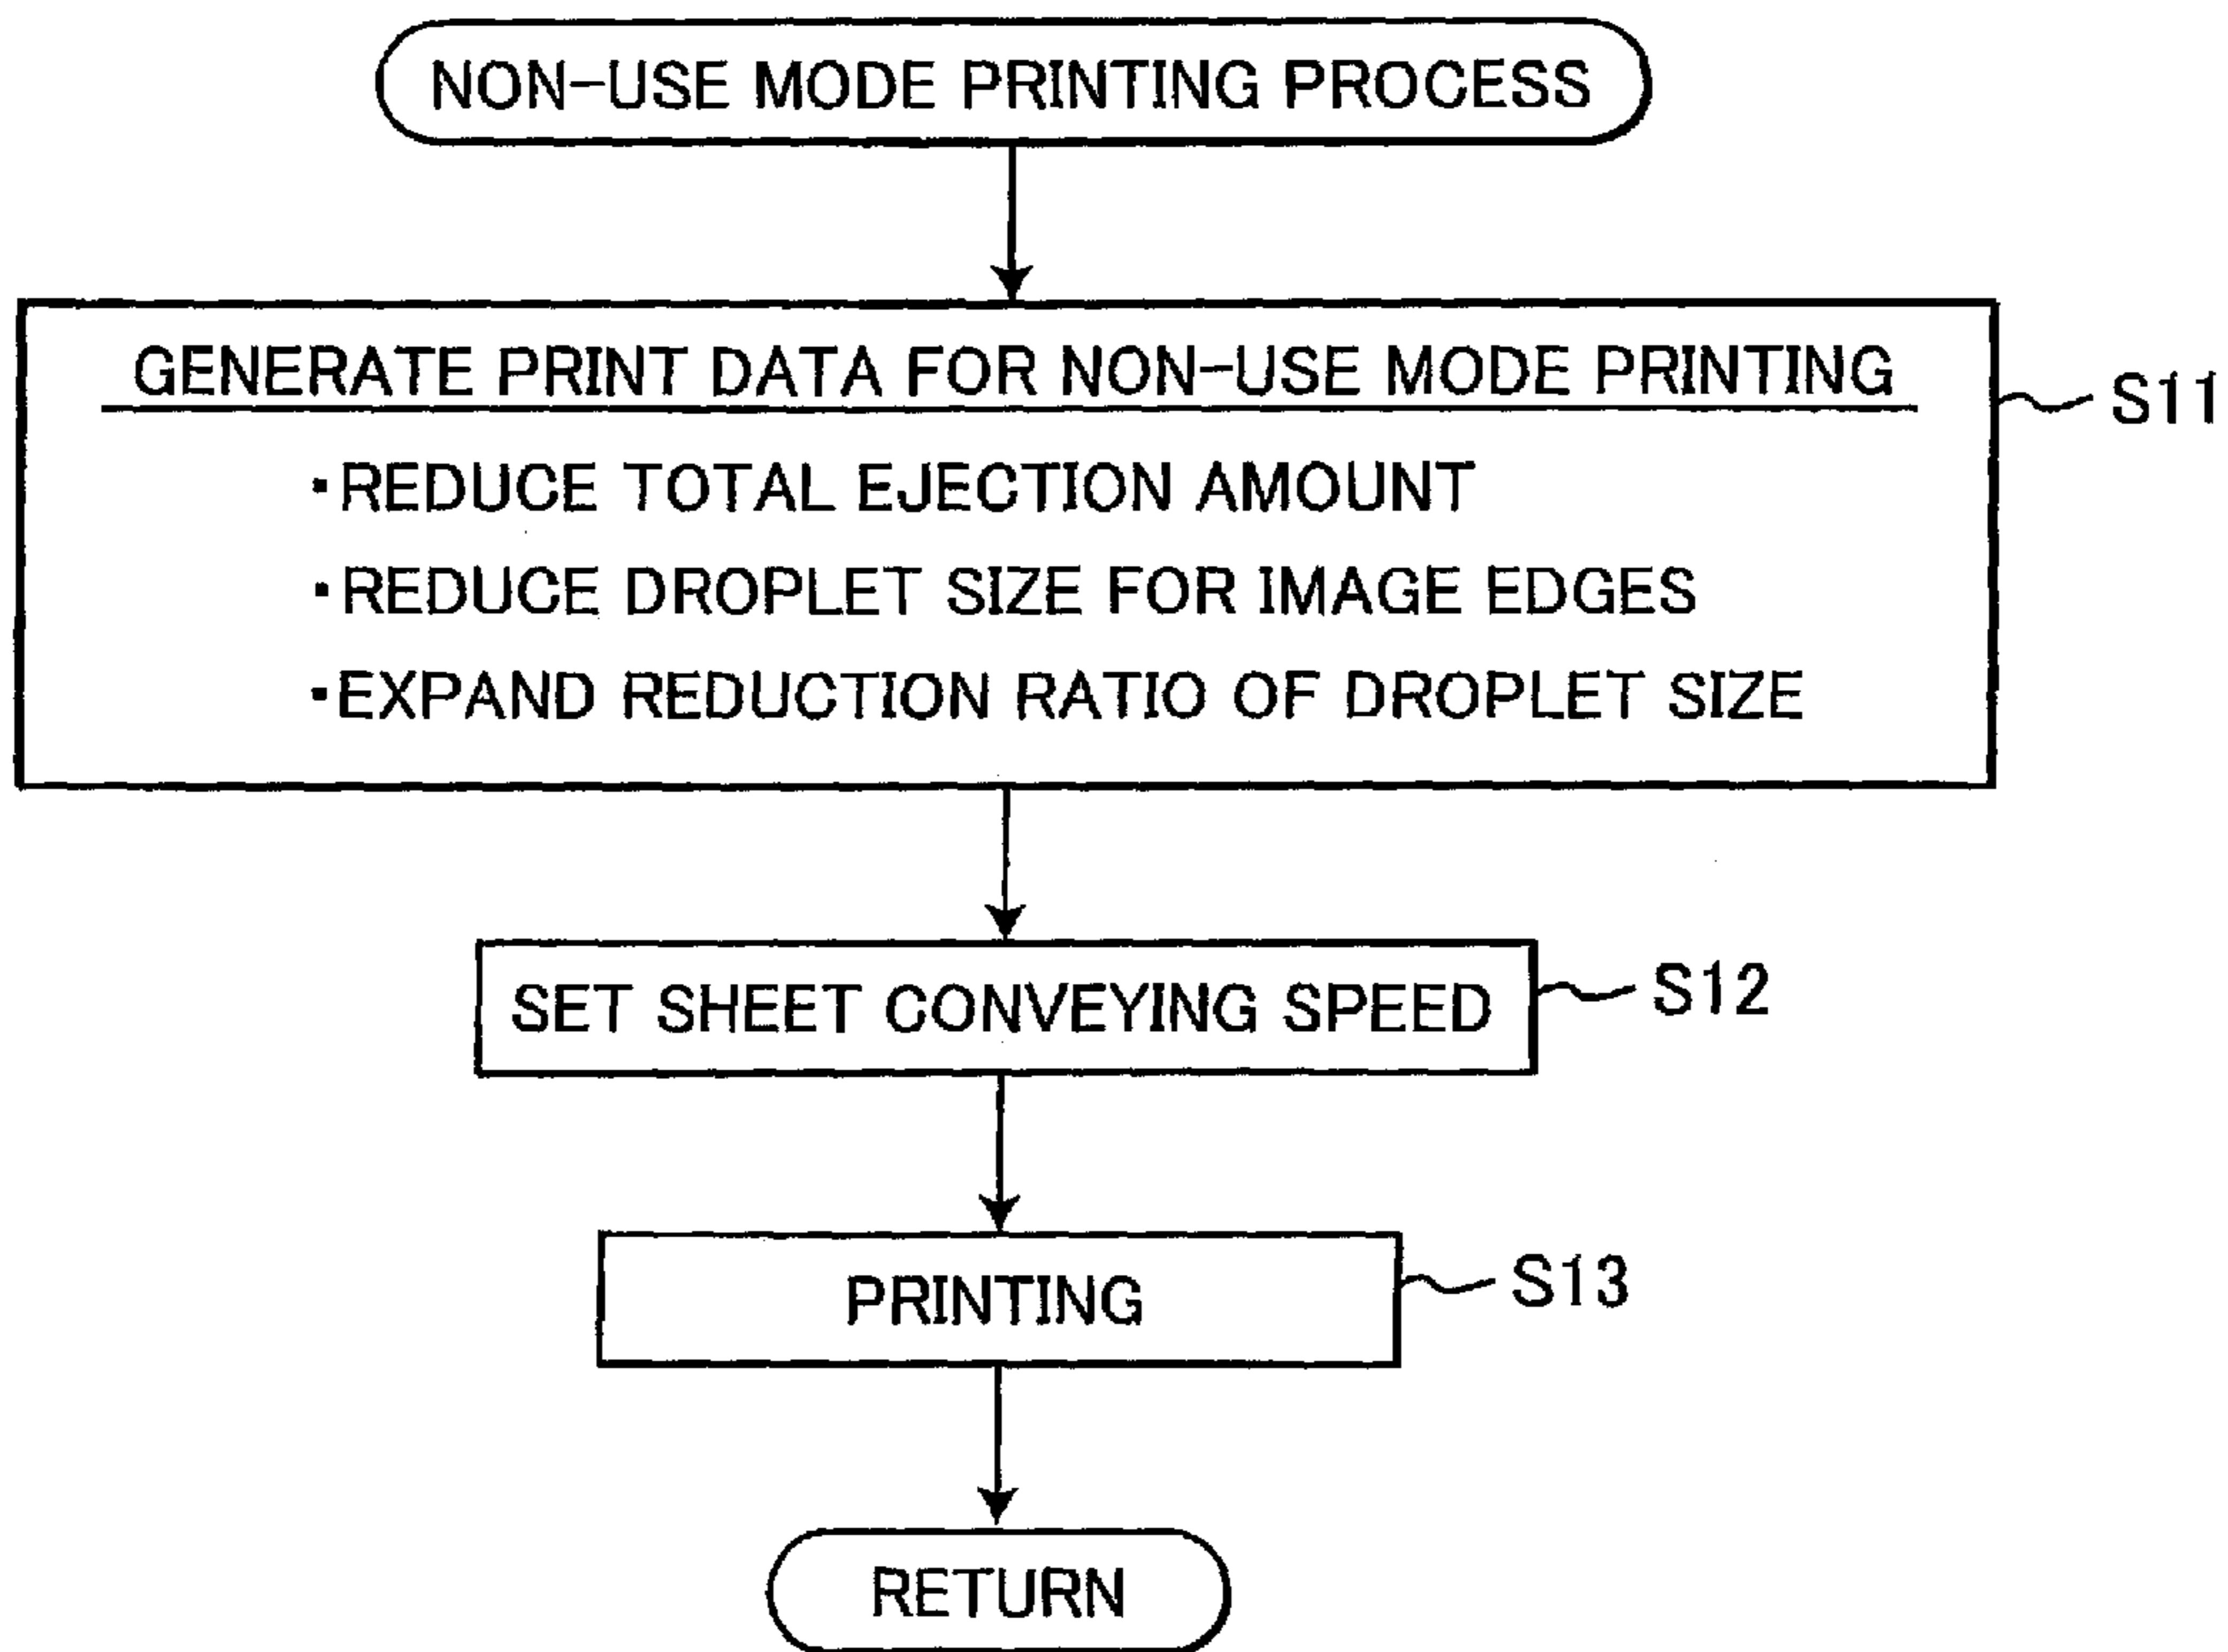 NON-USE MODE PRINTING PROCESS
GENERATE PRINT DATA FOR NON-USE MODE PRINTING
S11
・REDUCE TOTAL EJECTION AMOUNT
・REDUCE DROPLET SIZE FOR IMAGE EDGES
・EXPAND REDUCTION RATIO OF DROPLET SIZE
SET SHEET CONVEYING SPEED
S12
PRINTING
S13
RETURN